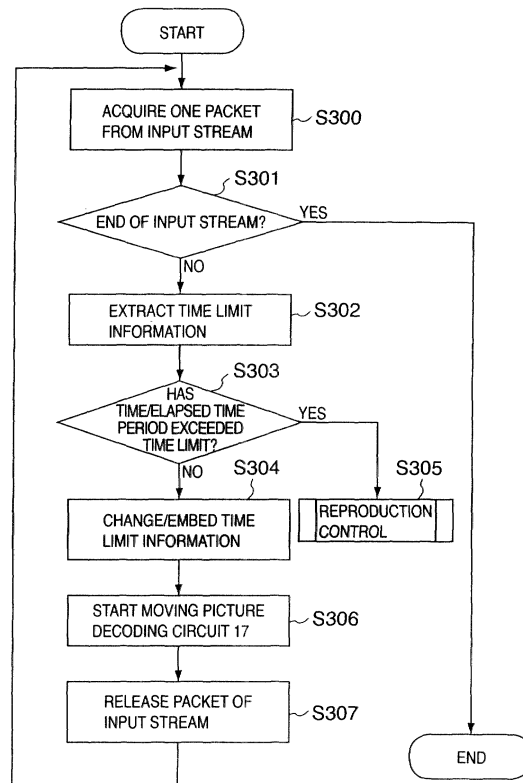 START
ACQUIRE ONE PACKET
FROM INPUT STREAM
S300
S301
END OF INPUT STREAM?
YES
NO
EXTRACT TIME LIMIT
INFORMATION
S302
S303
HAS
TIME/ELAPSED TIME
PERIOD EXCEEDED
TIME LIMIT?
YES
NO
S304
S305
CHANGE/EMBED TIME
LIMIT INFORMATION
REPRODUCTION
CONTROL
START MOVING PICTURE
DECODING CIRCUIT 17
S306
RELEASE PACKET OF
INPUT STREAM
S307
END